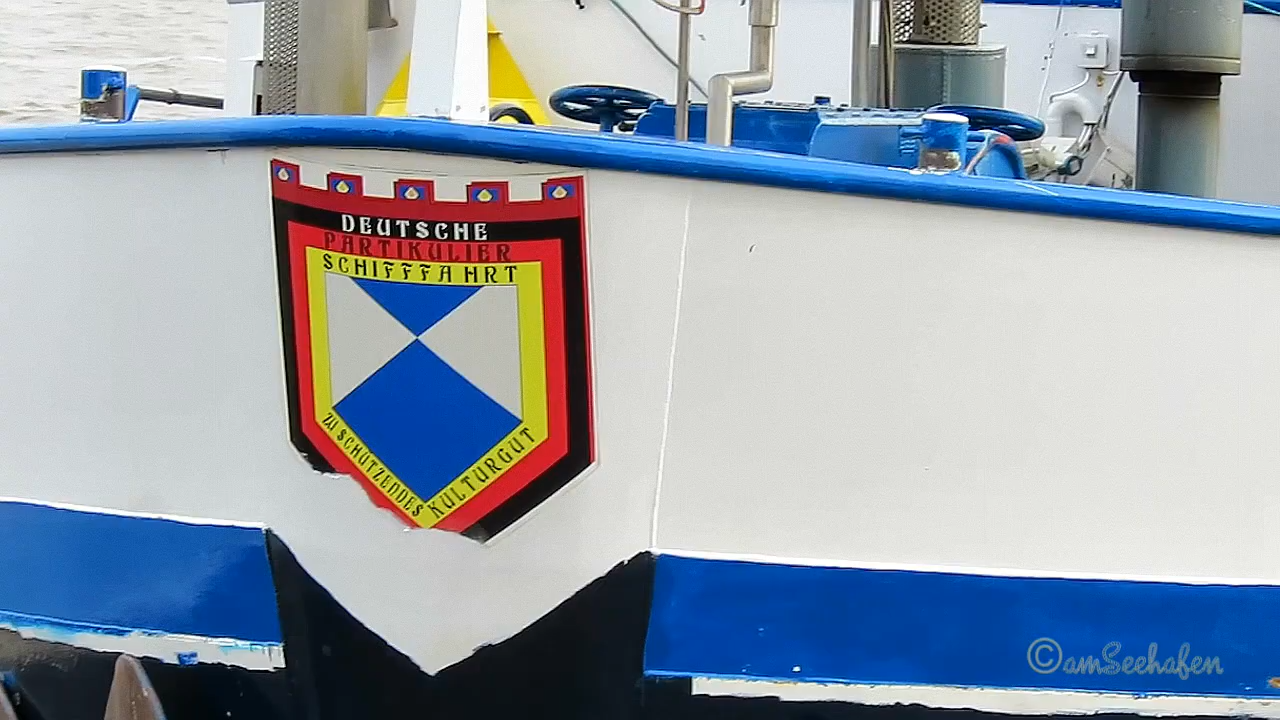 DEUTSCHE
PARTIKULIER
SCHIFFFAHRT
ZU SCHÜTZENDES
KULTURGUT
©amSeehafen